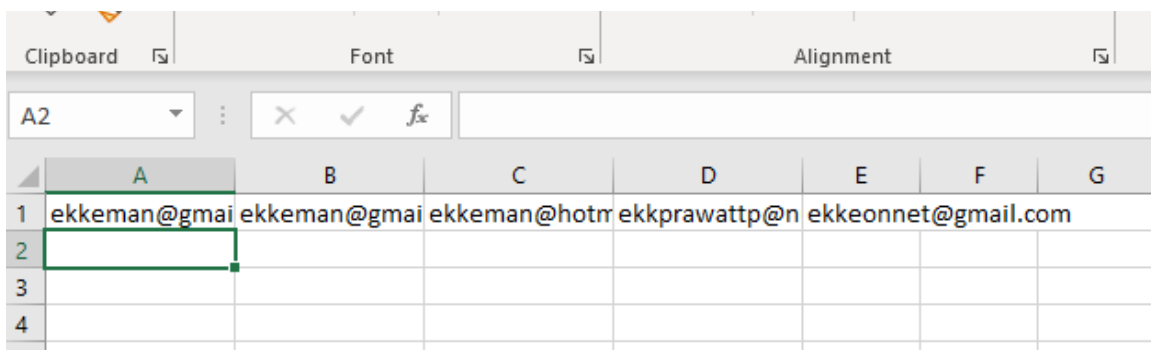 Clipboard Font Alignment
A2 fx
A B C D E F G
1 ekkeman@gmai ekkeman@gmai ekkeman@hotm ekkprawattp@n ekkeonnet@gmail.com
2
3
4